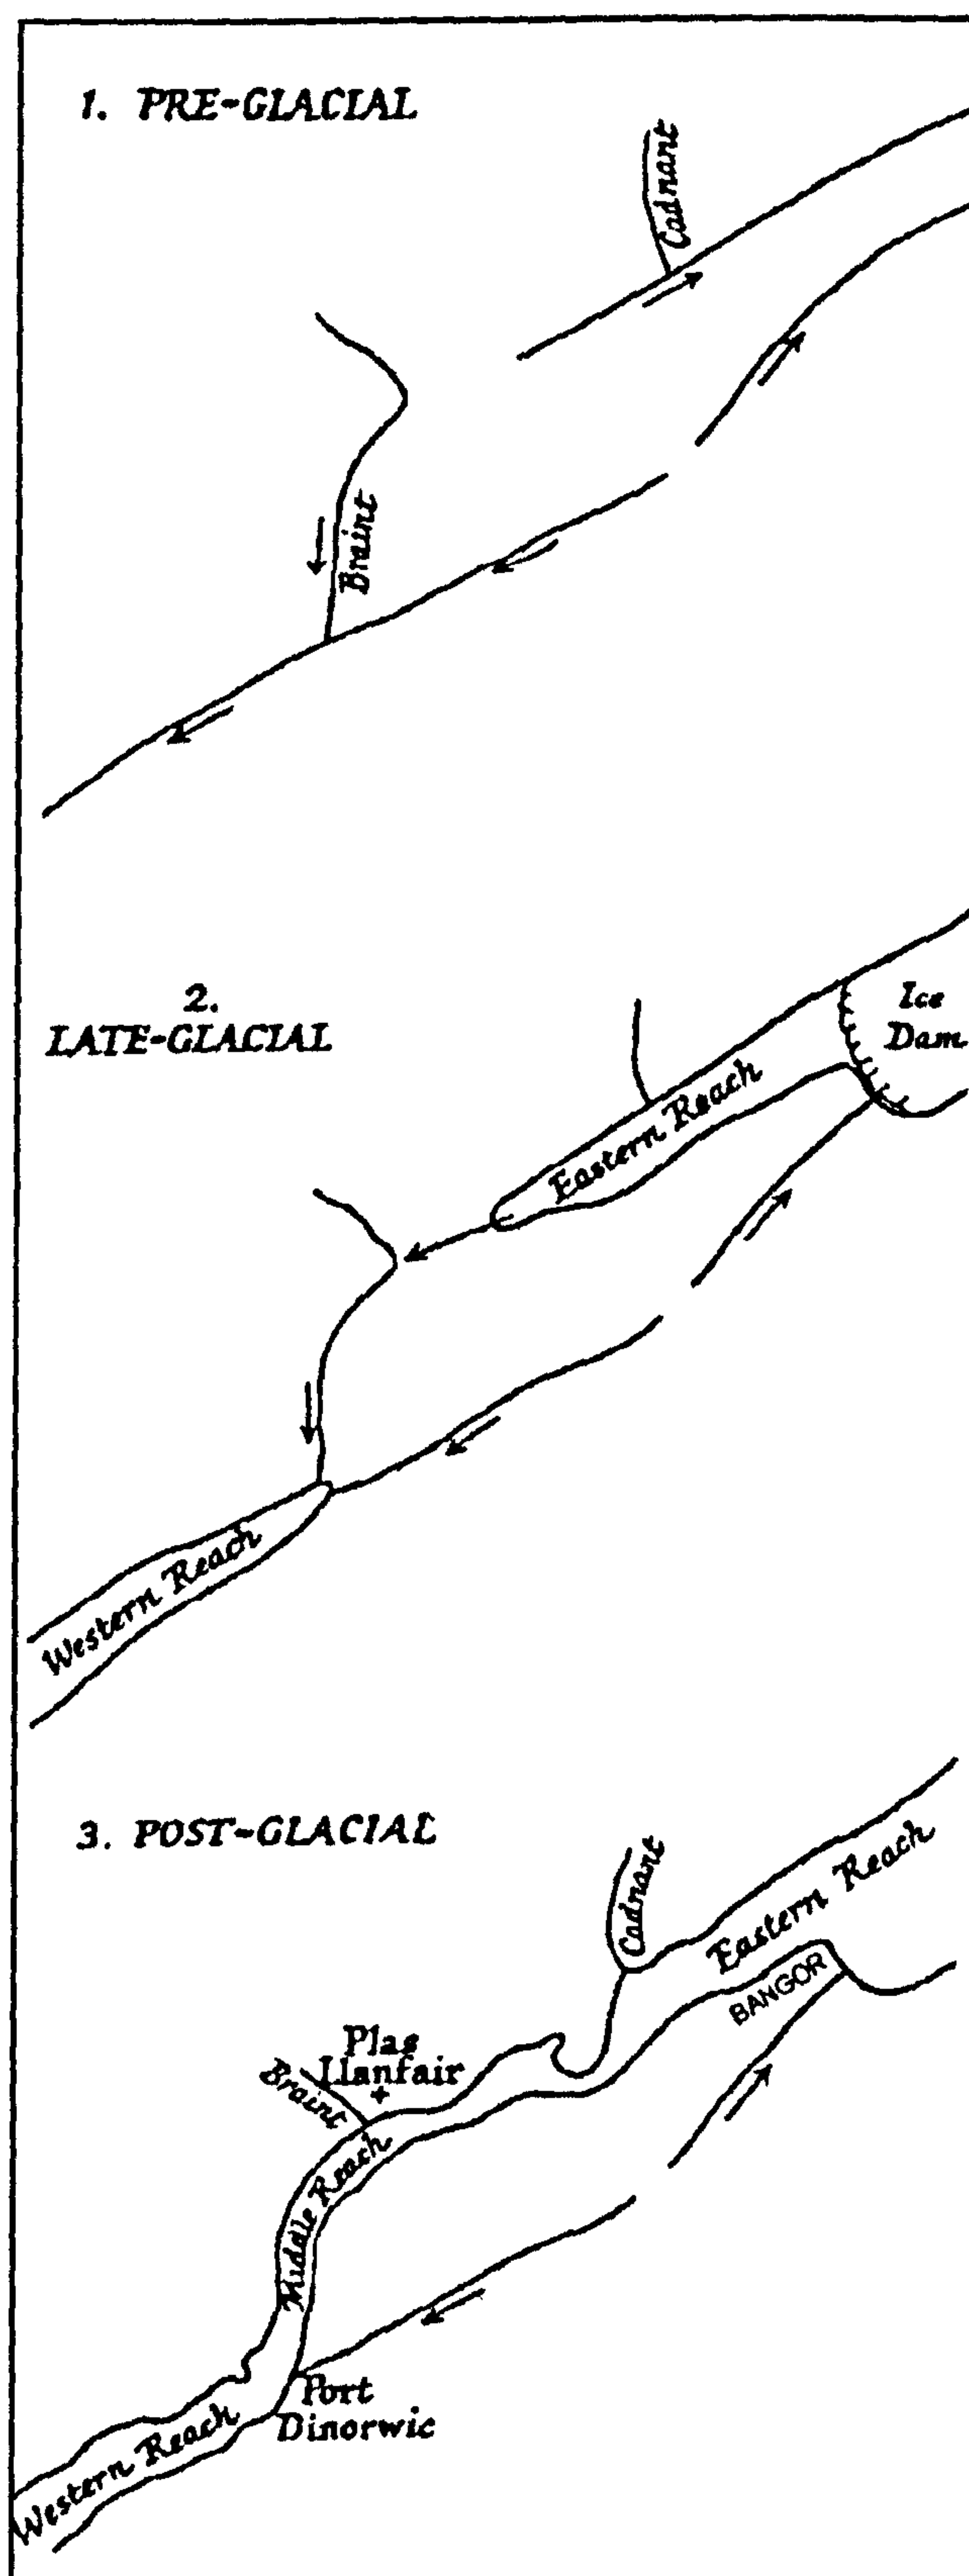 1. PRE-GLACIAL
Cadnant
Braint
2.
LATE-GLACIAL
Ice
Dam
Eastern Reach
Western Reach
3. POST-GLACIAL
Cadnant
Eastern Reach
BANGOR
Plas
Llanfair
Braint
Middle Reach
Port
Dinorwic
Western Reach